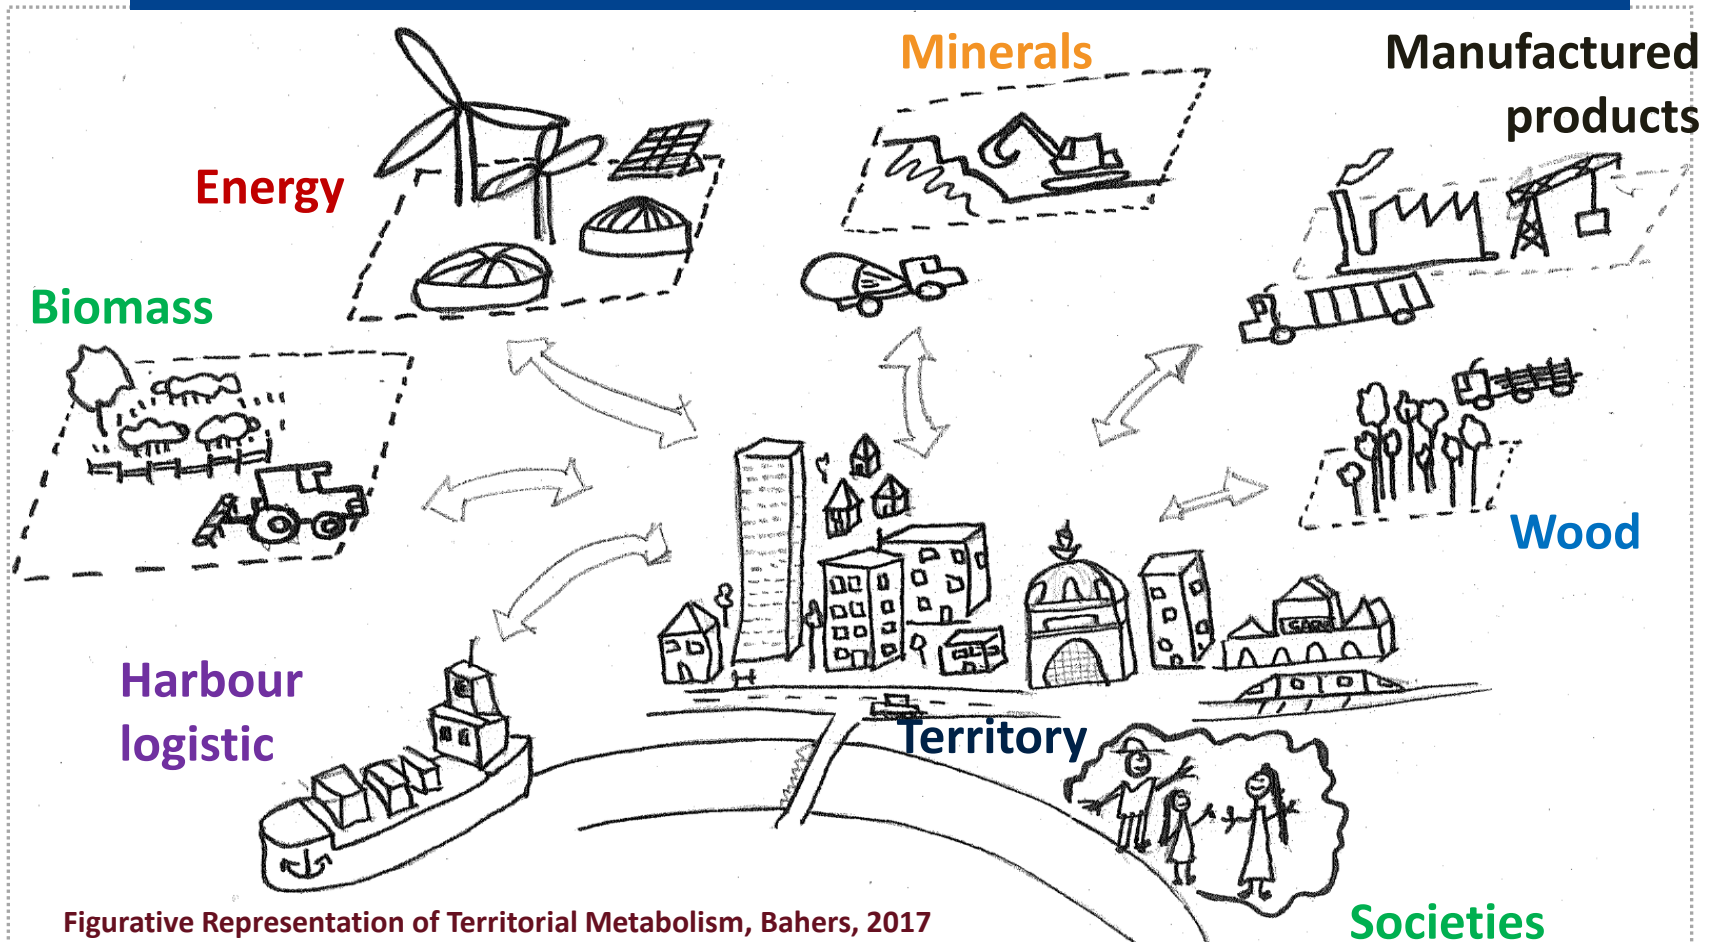 Minerals
Manufactured
products
Energy
Biomass
Wood
Harbour
logistic
Territory
Societies
Figurative Representation of Territorial Metabolism, Bahers, 2017